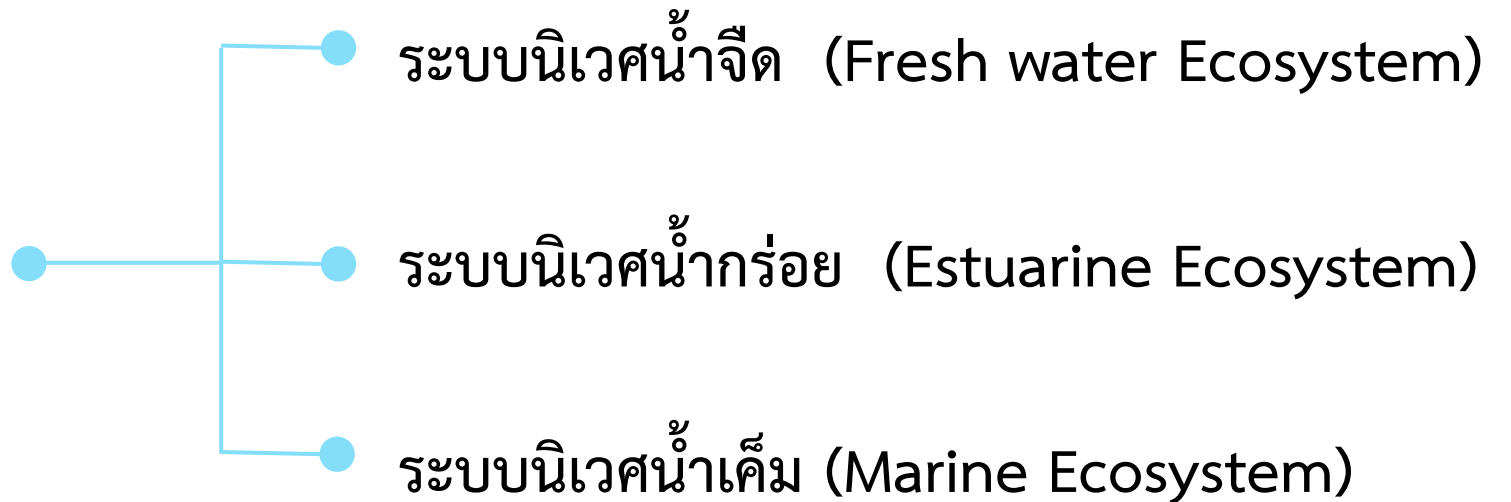 ระบบนิเวศน้ำจืด (Fresh water Ecosystem)
ระบบนิเวศน้ำกร่อย (Estuarine Ecosystem)
ระบบนิเวศน้ำเค็ม (Marine Ecosystem)